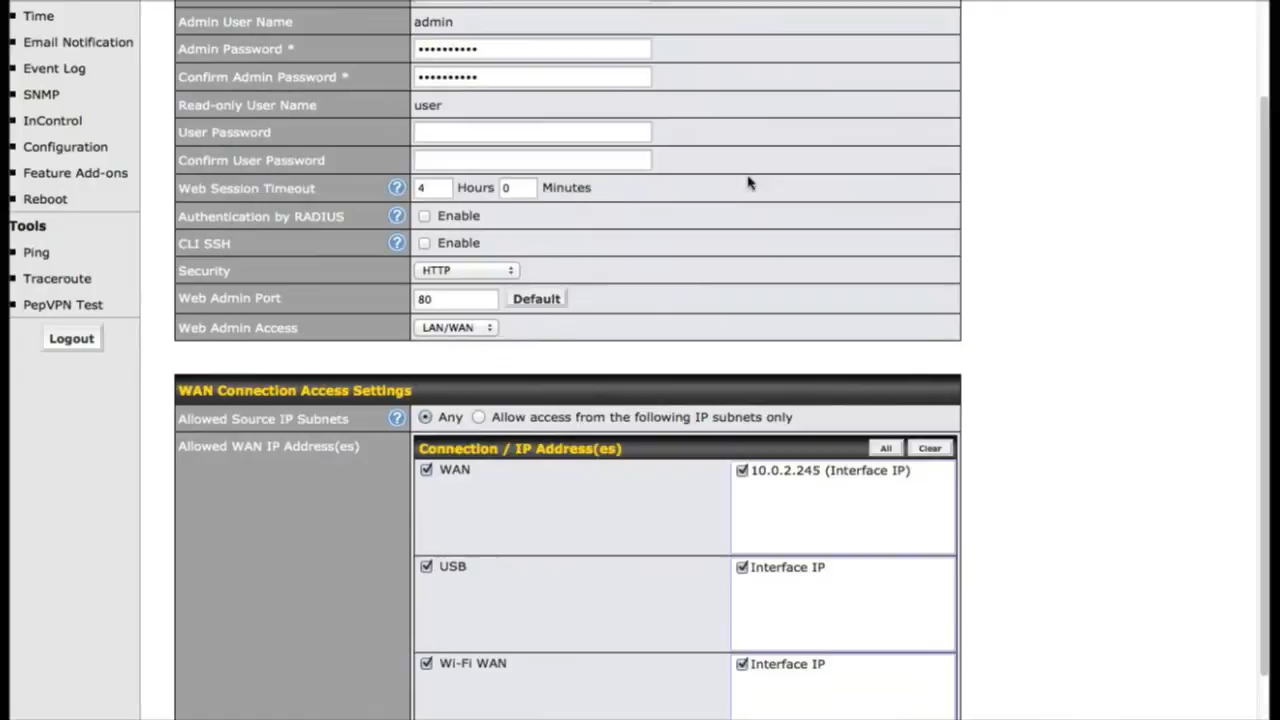 Time
Email Notification
Event Log
SNMP
InControl
Configuration
Feature Add-ons
Reboot
Tools
Ping
Traceroute
PepVPN Test
Logout
Admin User Name admin
Admin Password * ••••••••••
Confirm Admin Password * ••••••••••
Read-only User Name user
User Password
Confirm User Password
Web Session Timeout ? 4 Hours 0 Minutes
Authentication by RADIUS ? Enable
CLI SSH ? Enable
Security HTTP
Web Admin Port 80 Default
Web Admin Access LAN/WAN
WAN Connection Access Settings
Allowed Source IP Subnets ? Any Allow access from the following IP subnets only
Allowed WAN IP Address(es) Connection / IP Address(es) All Clear
WAN 10.0.2.245 (Interface IP)
USB Interface IP
Wi-Fi WAN Interface IP